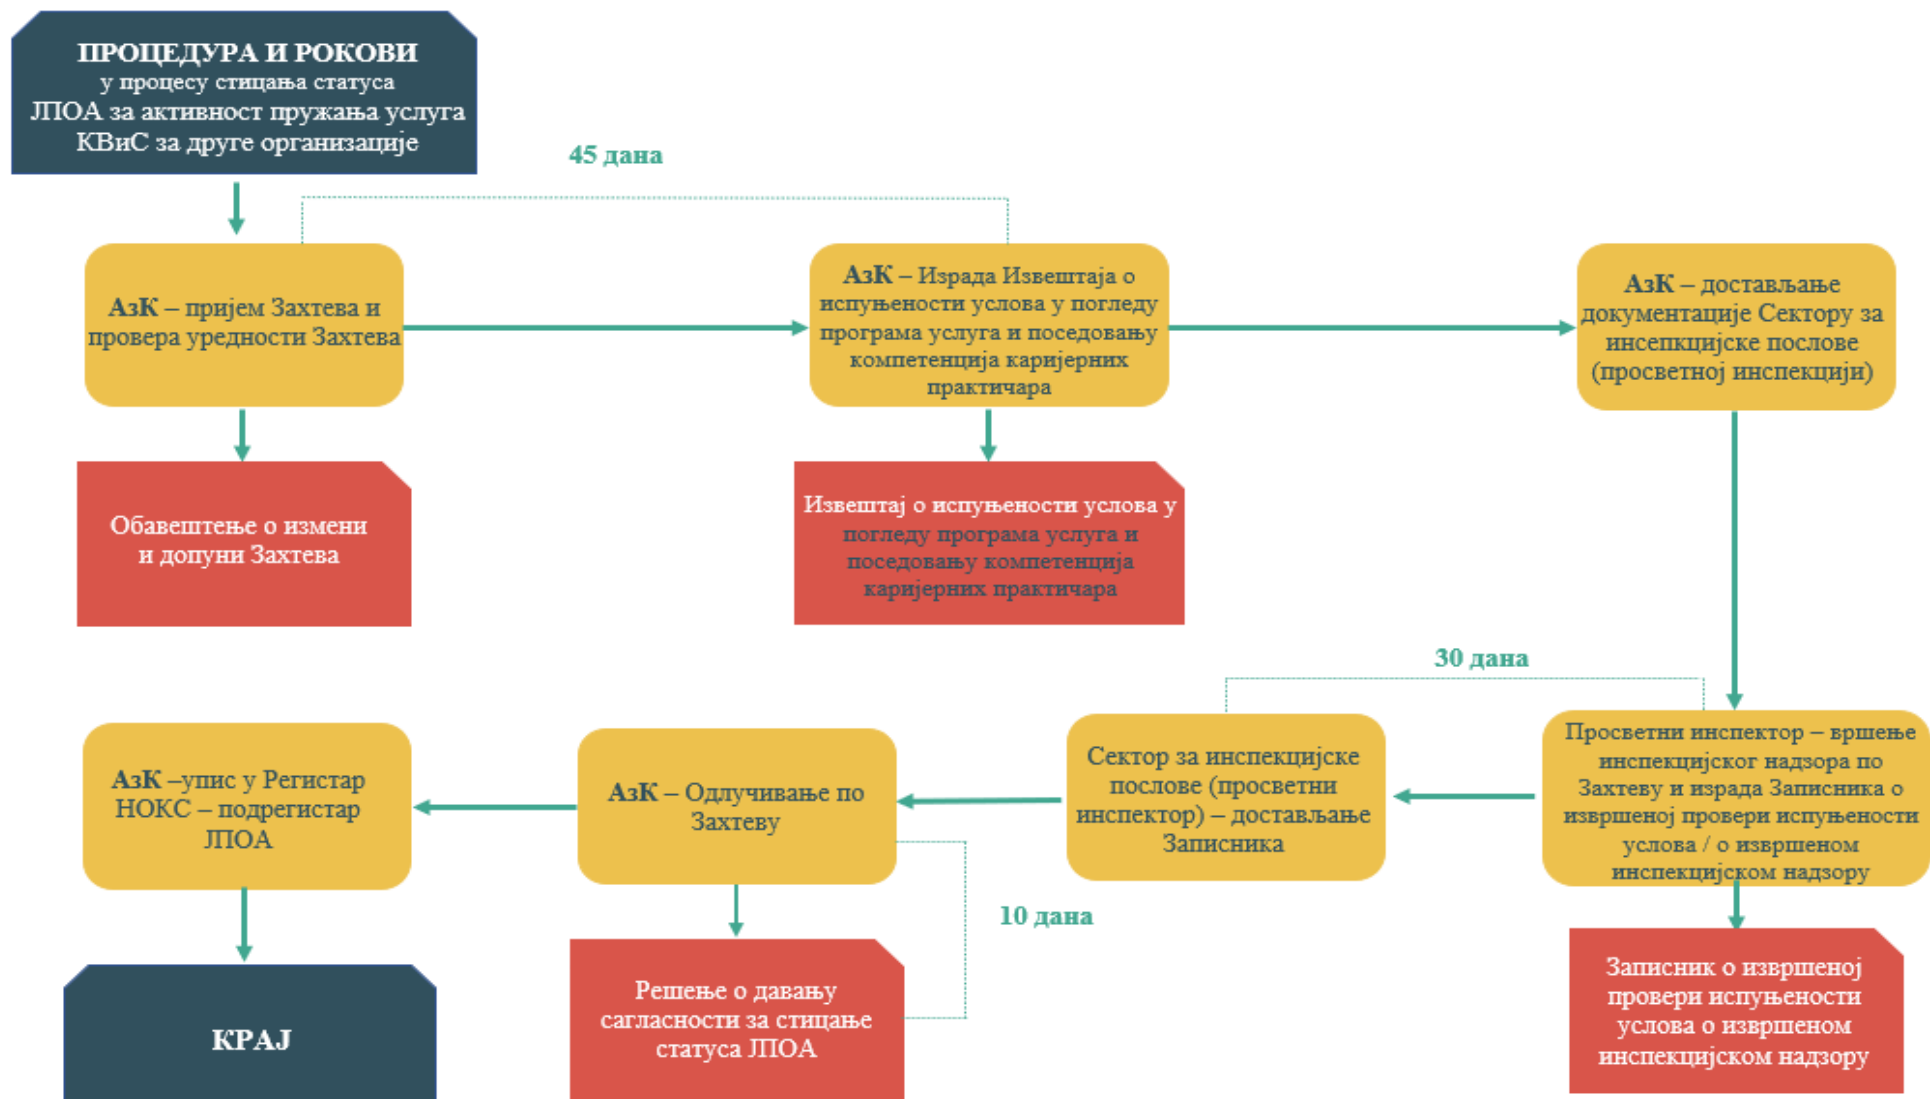 ПРОЦЕДУРА И РОКОВИ
у процесу стицања статуса
ЈПОА за активност пружања услуга
КВиС за друге организације
45 дана
АзК – пријем Захтева и
провера уредности Захтева
АзК – Израда Извештаја о
испуњености услова у погледу
програма услуга и поседовању
компетенција каријерних
практичара
АзК – достављање
документације Сектору за
инсепкцијске послове
(просветној инспекцији)
Обавештење о измени
и допуни Захтева
Извештај о испуњености услова у
погледу програма услуга и
поседовању компетенција
каријерних практичара
30 дана
АзК –упис у Регистар
НОКС – подрегистар
ЈПОА
АзК – Одлучивање по
Захтеву
Сектор за инспекцијске
послове (просветни
инспектор) – достављање
Записника
Просветни инспектор – вршење
инспекцијског надзора по
Захтеву и израда Записника о
извршеној провери испуњености
услова / о извршеном
инспекцијском надзору
10 дана
КРАЈ
Решење о давању
сагласности за стицање
статуса ЈПОА
Записник о извршеној
провери испуњености
услова о извршеном
инспекцијском надзору